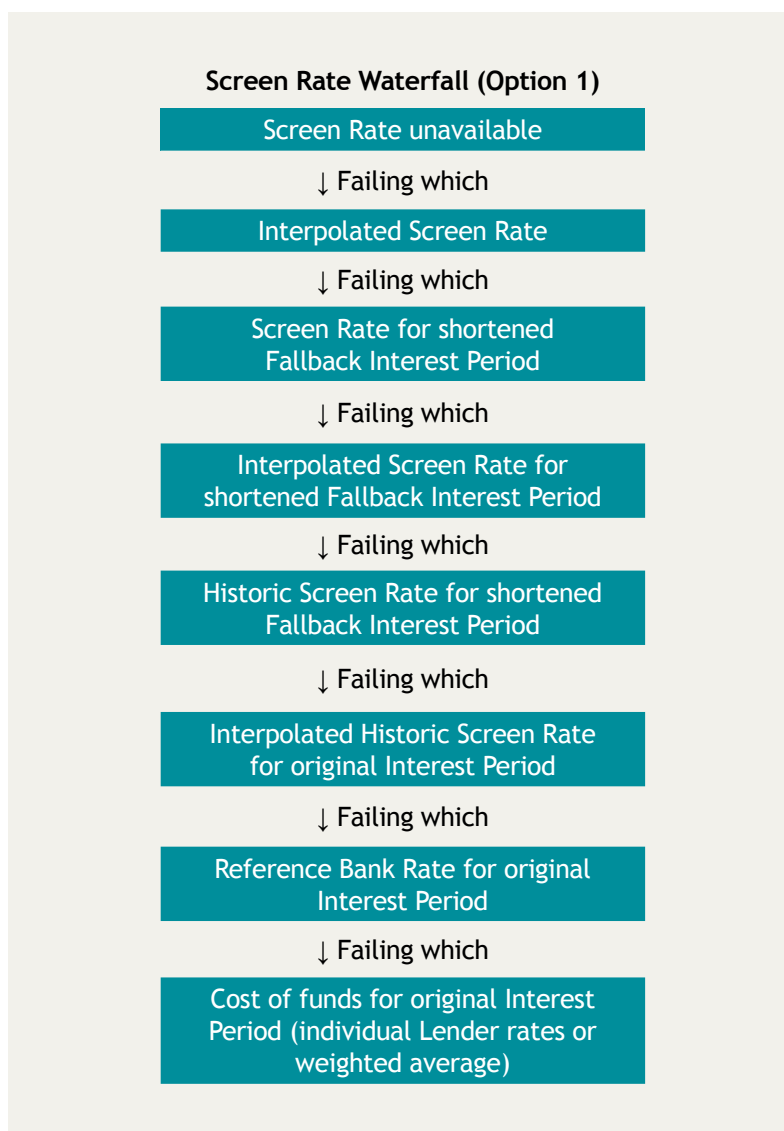 Screen Rate Waterfall (Option 1)
Screen Rate unavailable
↓ Failing which
Interpolated Screen Rate
↓ Failing which
Screen Rate for shortened
Fallback Interest Period
↓ Failing which
Interpolated Screen Rate for
shortened Fallback Interest Period
↓ Failing which
Historic Screen Rate for shortened
Fallback Interest Period
↓ Failing which
Interpolated Historic Screen Rate
for original Interest Period
↓ Failing which
Reference Bank Rate for original
Interest Period
↓ Failing which
Cost of funds for original Interest
Period (individual Lender rates or
weighted average)